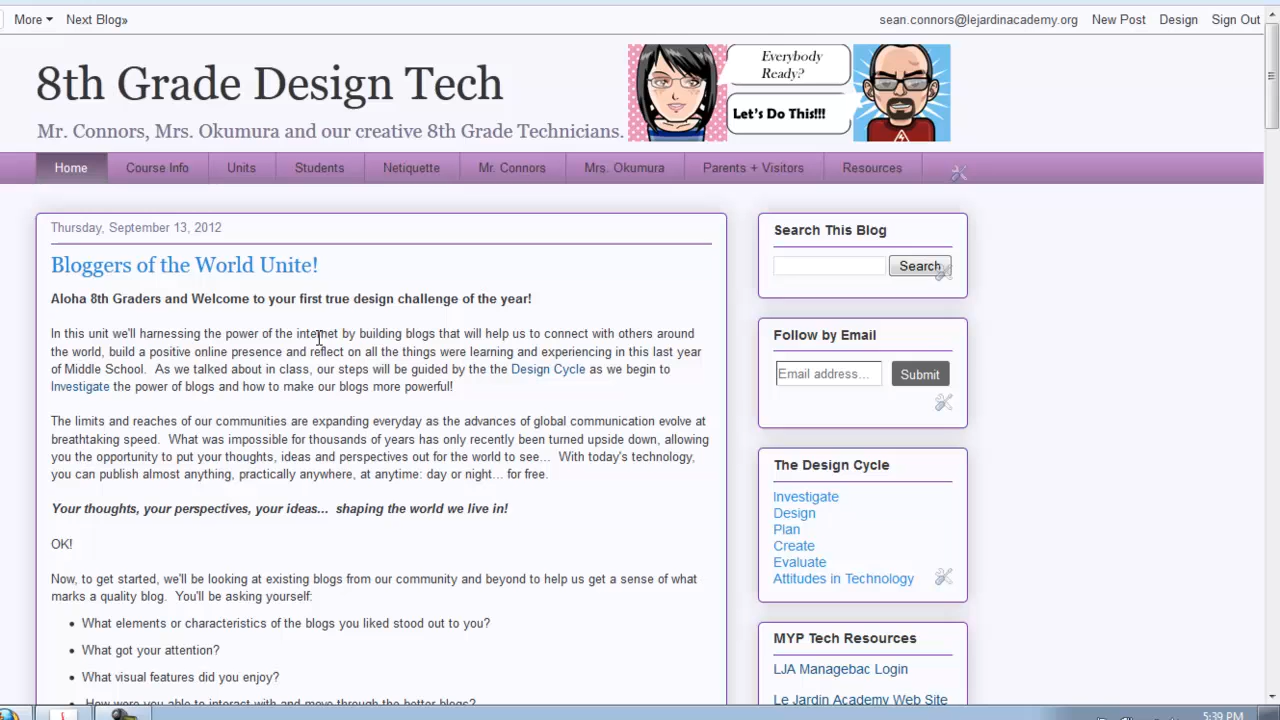 More Next Blog» sean.connors@lejardinacademy.org New Post Design Sign Out
8th Grade Design Tech
Everybody
Ready?
Let's Do This!!!
Mr. Connors, Mrs. Okumura and our creative 8th Grade Technicians.
Home Course Info Units Students Netiquette Mr. Connors Mrs. Okumura Parents + Visitors Resources
Thursday, September 13, 2012
Bloggers of the World Unite!
Aloha 8th Graders and Welcome to your first true design challenge of the year!
In this unit we'll harnessing the power of the internet by building blogs that will help us to connect with others around
the world, build a positive online presence and reflect on all the things were learning and experiencing in this last year
of Middle School. As we talked about in class, our steps will be guided by the the Design Cycle as we begin to
Investigate the power of blogs and how to make our blogs more powerful!
The limits and reaches of our communities are expanding everyday as the advances of global communication evolve at
breathtaking speed. What was impossible for thousands of years has only recently been turned upside down, allowing
you the opportunity to put your thoughts, ideas and perspectives out for the world to see... With today's technology,
you can publish almost anything, practically anywhere, at anytime: day or night... for free.
Your thoughts, your perspectives, your ideas... shaping the world we live in!
OK!
Now, to get started, we'll be looking at existing blogs from our community and beyond to help us get a sense of what
marks a quality blog. You'll be asking yourself:
• What elements or characteristics of the blogs you liked stood out to you?
• What got your attention?
• What visual features did you enjoy?
• How were you able to interact with and move through the better blogs?
Search This Blog
Search
Follow by Email
Email address... Submit
The Design Cycle
Investigate
Design
Plan
Create
Evaluate
Attitudes in Technology
MYP Tech Resources
LJA Managebac Login
Le Jardin Academy Web Site
5:39 PM